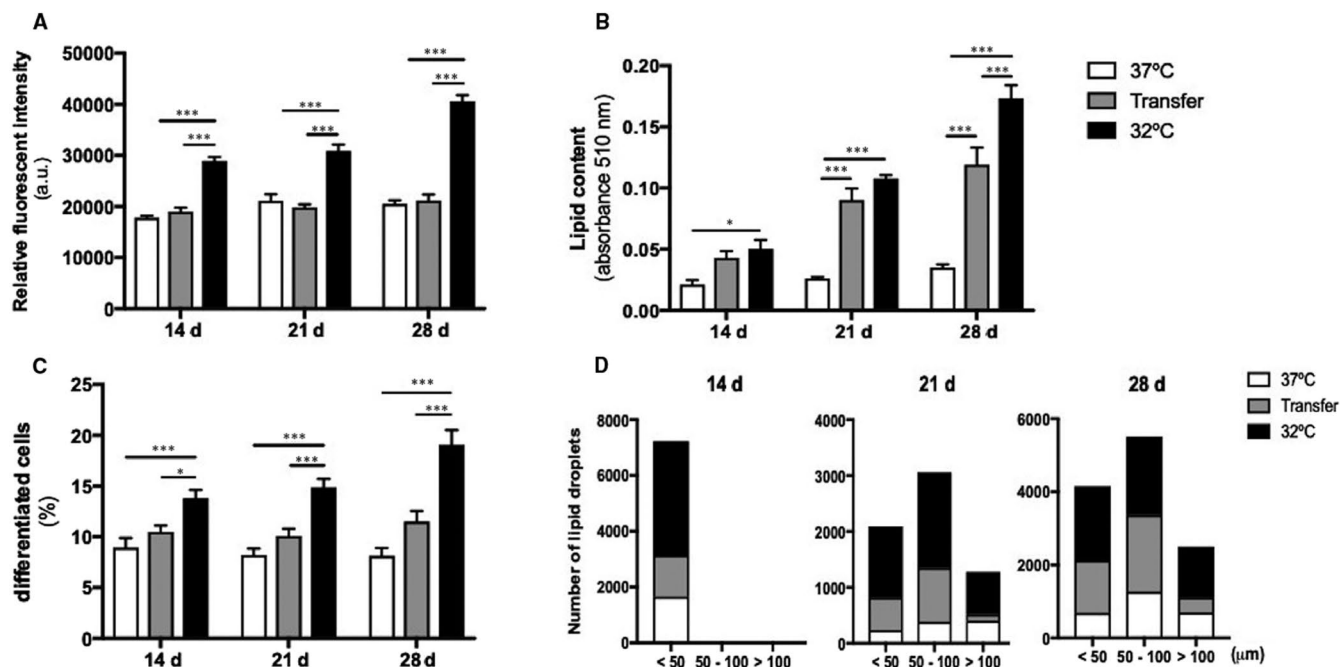 A
Relative fluorescent intensity
(a.u.)
50000
40000
30000
20000
10000
0
***
***
***
***
***
***
14 d
21 d
28 d
B
Lipid content
(absorbance 510 nm)
0.20
0.15
0.10
0.05
0.00
*
***
***
***
***
***
14 d
21 d
28 d
37ºC
Transfer
32ºC
C
differentiated cells
(%)
25
20
15
10
5
0
***
*
***
***
***
***
14 d
21 d
28 d
D
Number of lipid droplets
14 d
8000
6000
4000
2000
0
< 50 50 - 100 > 100
21 d
4000
3000
2000
1000
0
< 50 50 - 100 > 100
28 d
6000
4000
2000
0
< 50 50 - 100 > 100 (μm)
37ºC
Transfer
32ºC